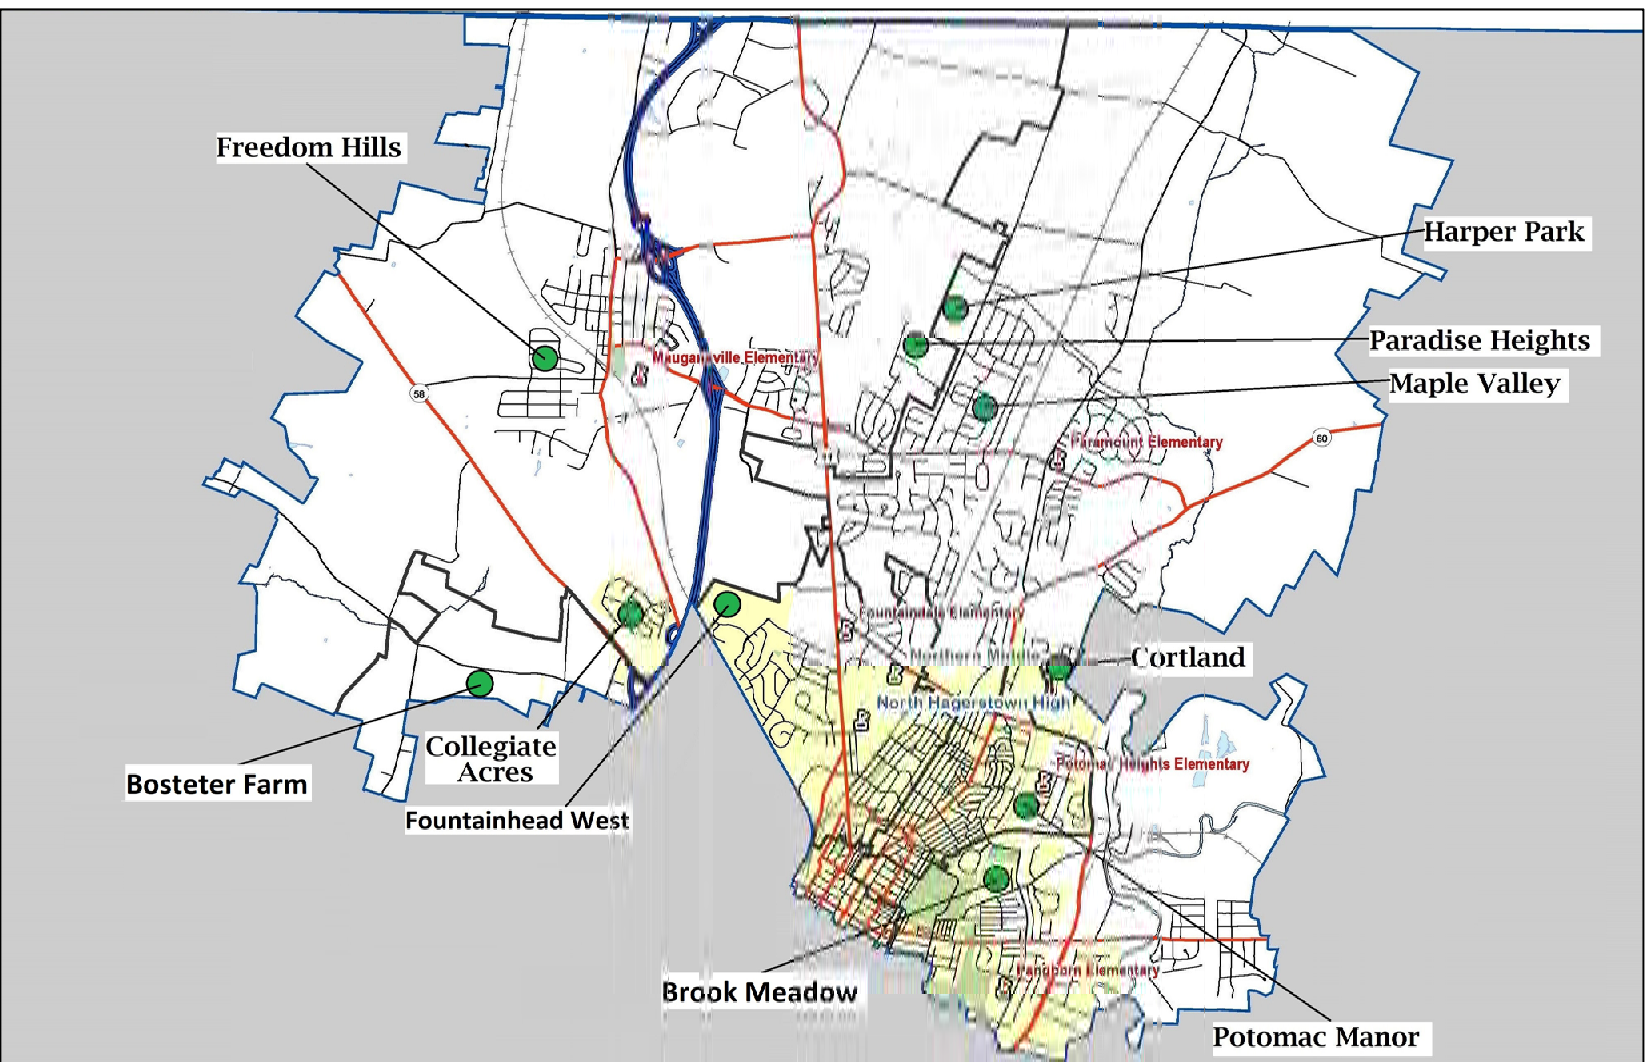 Freedom Hills
Harper Park
Paradise Heights
Maugansville Elementary
Maple Valley
58
60
Paramount Elementary
Fountaindale Elementary
Northern Middle
Cortland
North Hagerstown High
Collegiate
Acres
Potomac Heights Elementary
Bosteter Farm
Fountainhead West
Pangborn Elementary
Brook Meadow
Potomac Manor